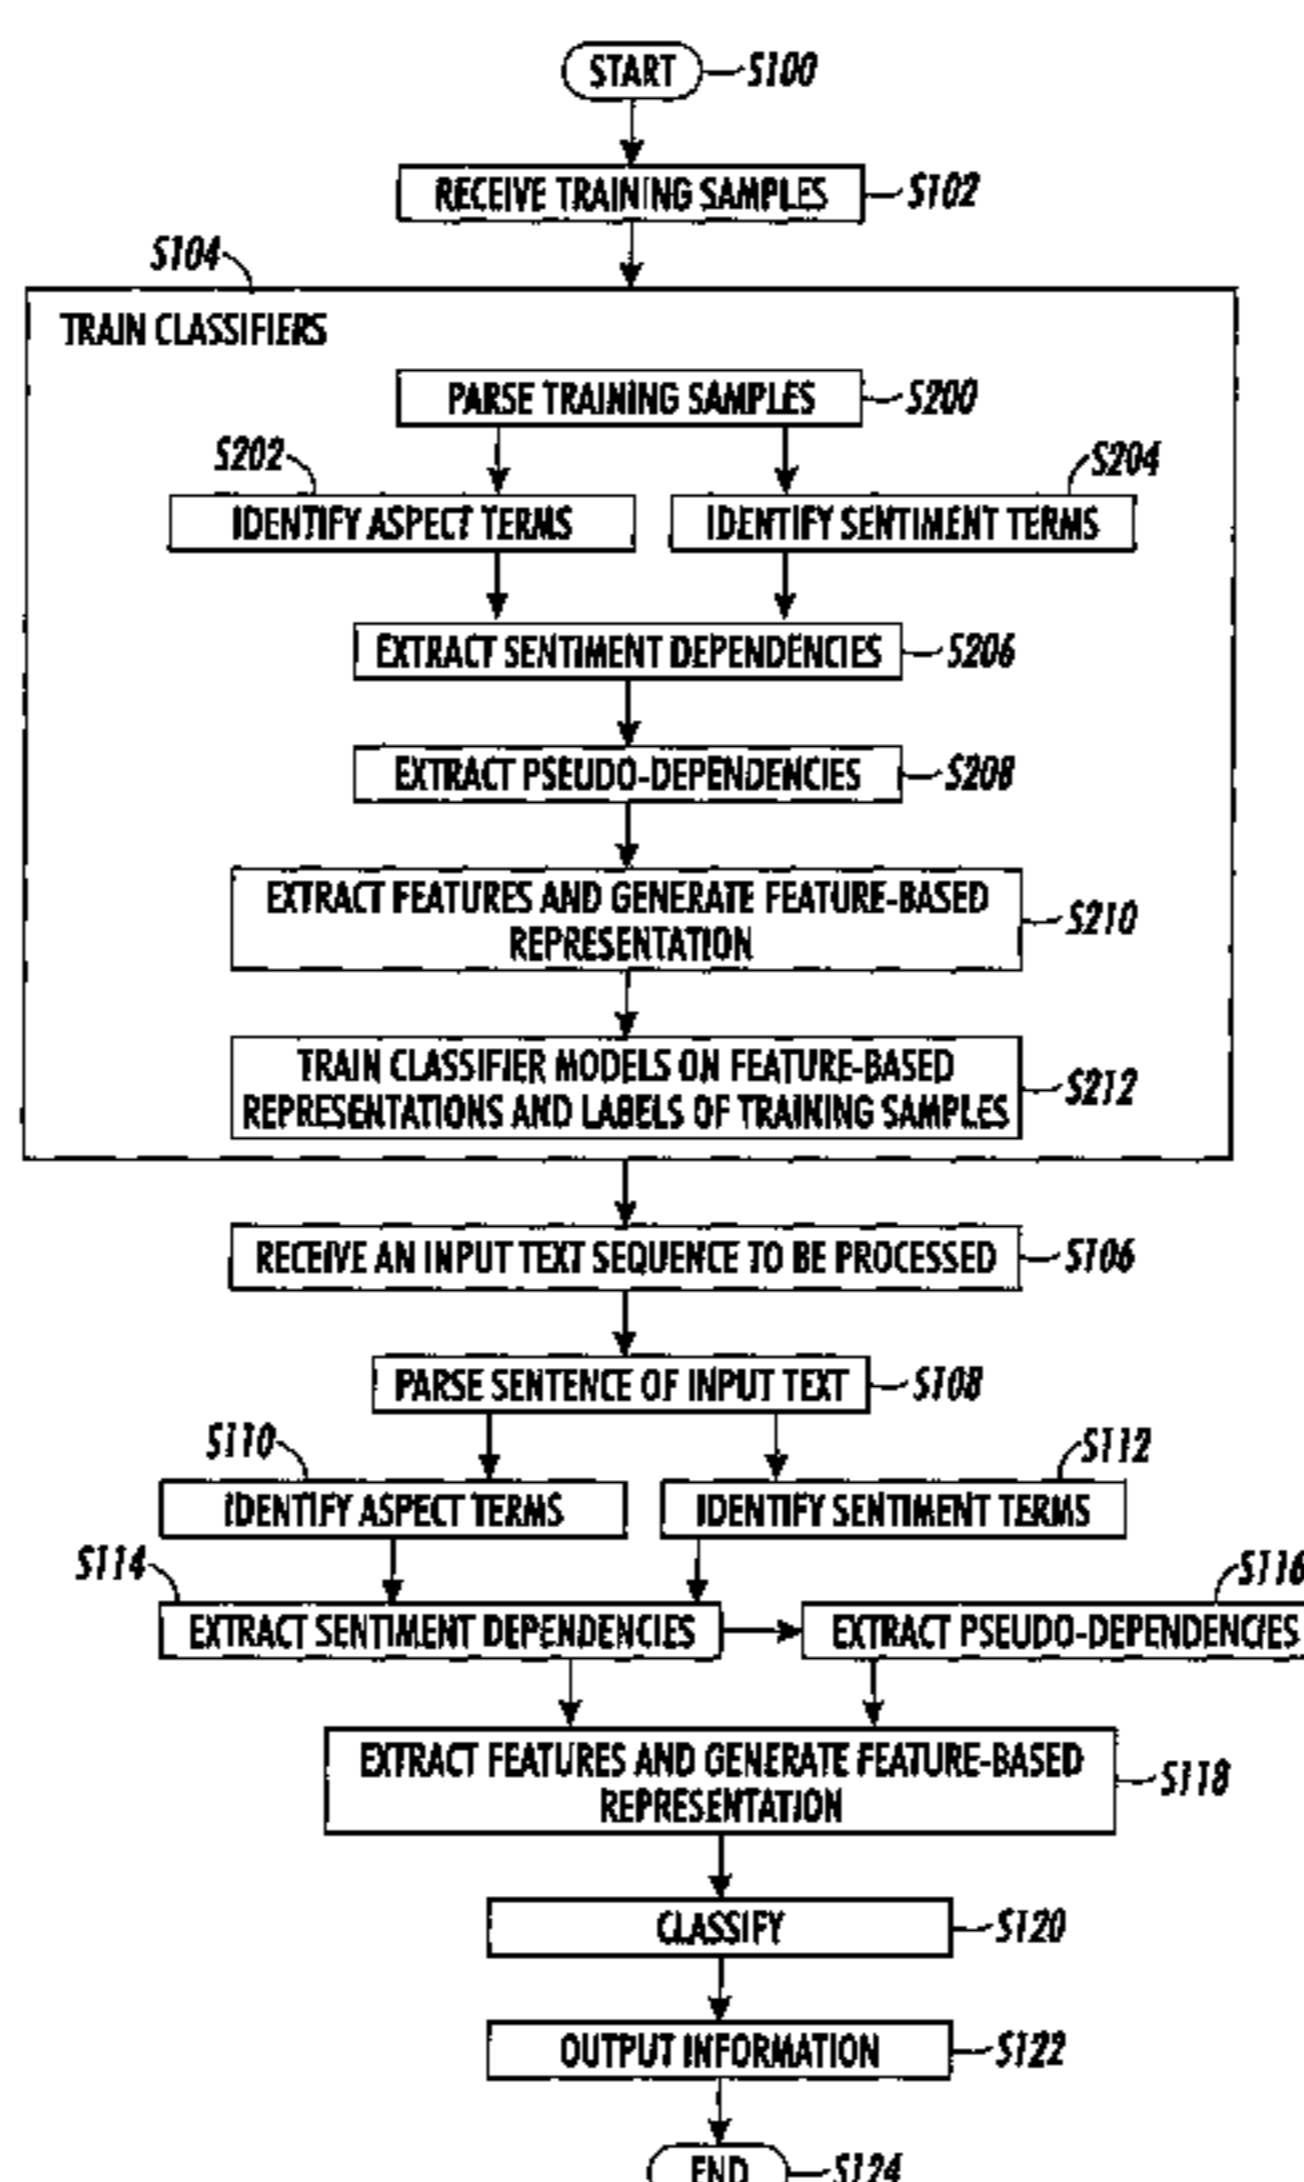 START S100
RECEIVE TRAINING SAMPLES S102
S104
TRAIN CLASSIFIERS
PARSE TRAINING SAMPLES S200
S202 S204
IDENTIFY ASPECT TERMS IDENTIFY SENTIMENT TERMS
EXTRACT SENTIMENT DEPENDENCIES S206
EXTRACT PSEUDO-DEPENDENCIES S208
EXTRACT FEATURES AND GENERATE FEATURE-BASED
REPRESENTATION
S210
TRAIN CLASSIFIER MODELS ON FEATURE-BASED
REPRESENTATIONS AND LABELS OF TRAINING SAMPLES
S212
RECEIVE AN INPUT TEXT SEQUENCE TO BE PROCESSED S106
PARSE SENTENCE OF INPUT TEXT S108
S110 S112
IDENTIFY ASPECT TERMS IDENTIFY SENTIMENT TERMS
S114 S116
EXTRACT SENTIMENT DEPENDENCIES EXTRACT PSEUDO-DEPENDENCIES
EXTRACT FEATURES AND GENERATE FEATURE-BASED
REPRESENTATION
S118
CLASSIFY S120
OUTPUT INFORMATION S122
END S124